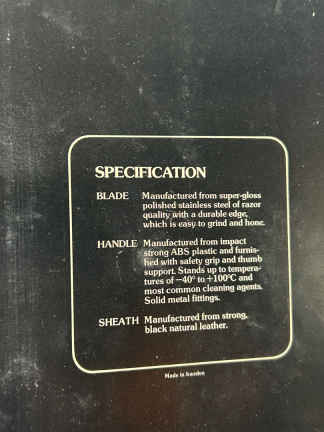 SPECIFICATION
BLADE Manufactured from super-gloss
polished stainless steel of razor
quality with a durable edge,
which is easy to grind and hone.
HANDLE Manufactured from impact
strong ABS plastic and furnis-
hed with safety grip and thumb
support. Stands up to tempera-
tures of −40° to +100°C and
most common cleaning agents.
Solid metal fittings.
SHEATH Manufactured from strong,
black natural leather.
Made in Sweden